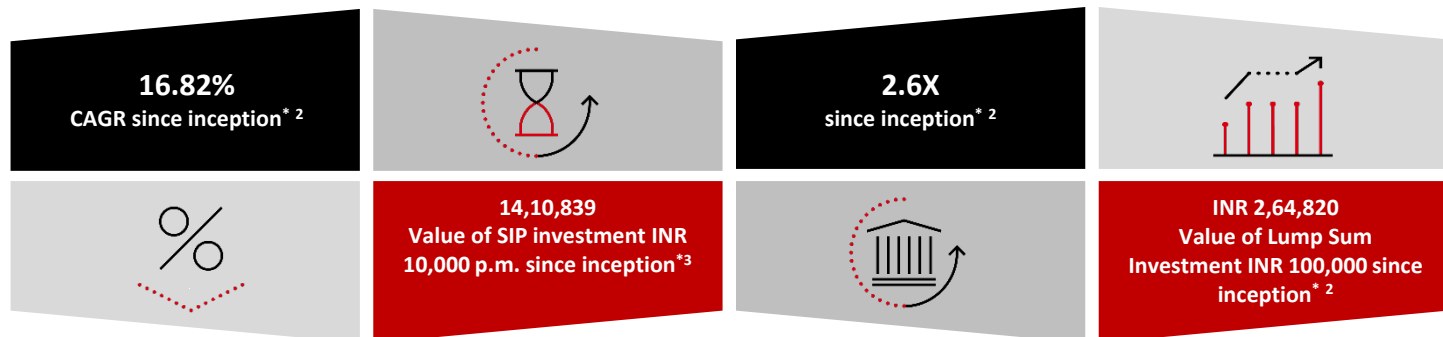 16.82%
CAGR since inception* 2
2.6X
since inception* 2
14,10,839
Value of SIP investment INR
10,000 p.m. since inception*3
INR 2,64,820
Value of Lump Sum
Investment INR 100,000 since
inception* 2